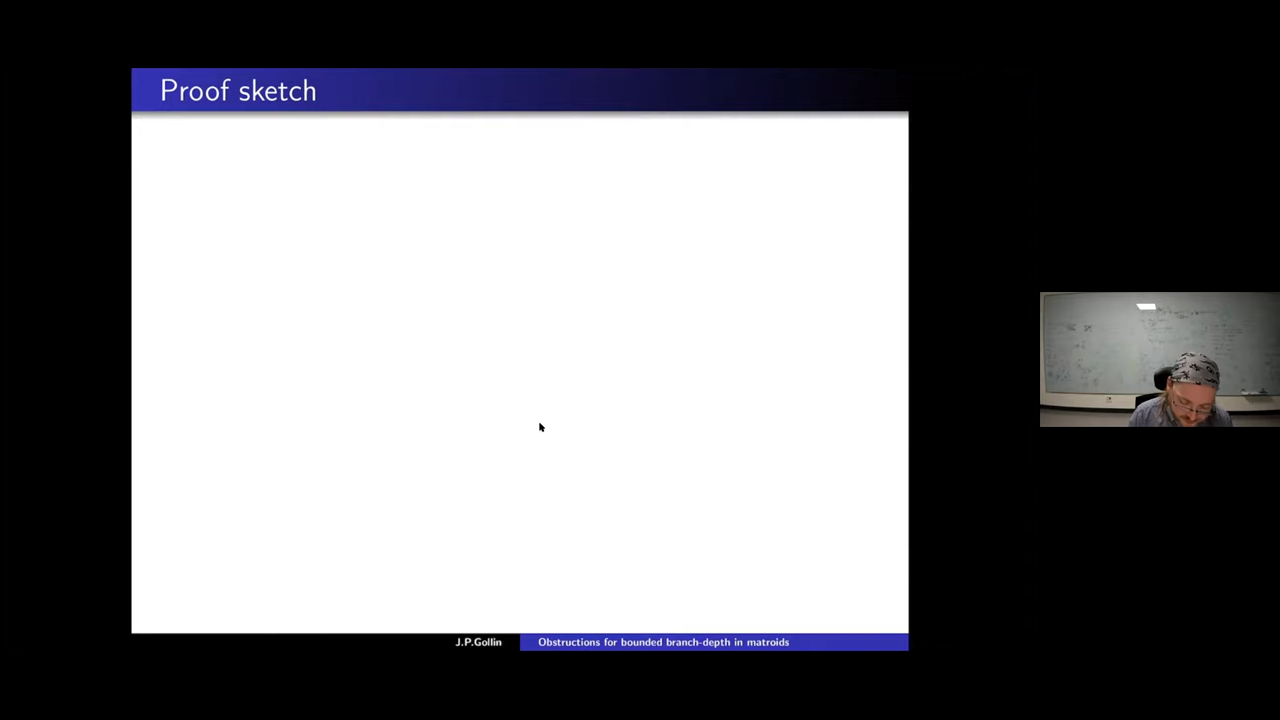 Proof sketch
J.P.Gollin
Obstructions for bounded branch-depth in matroids